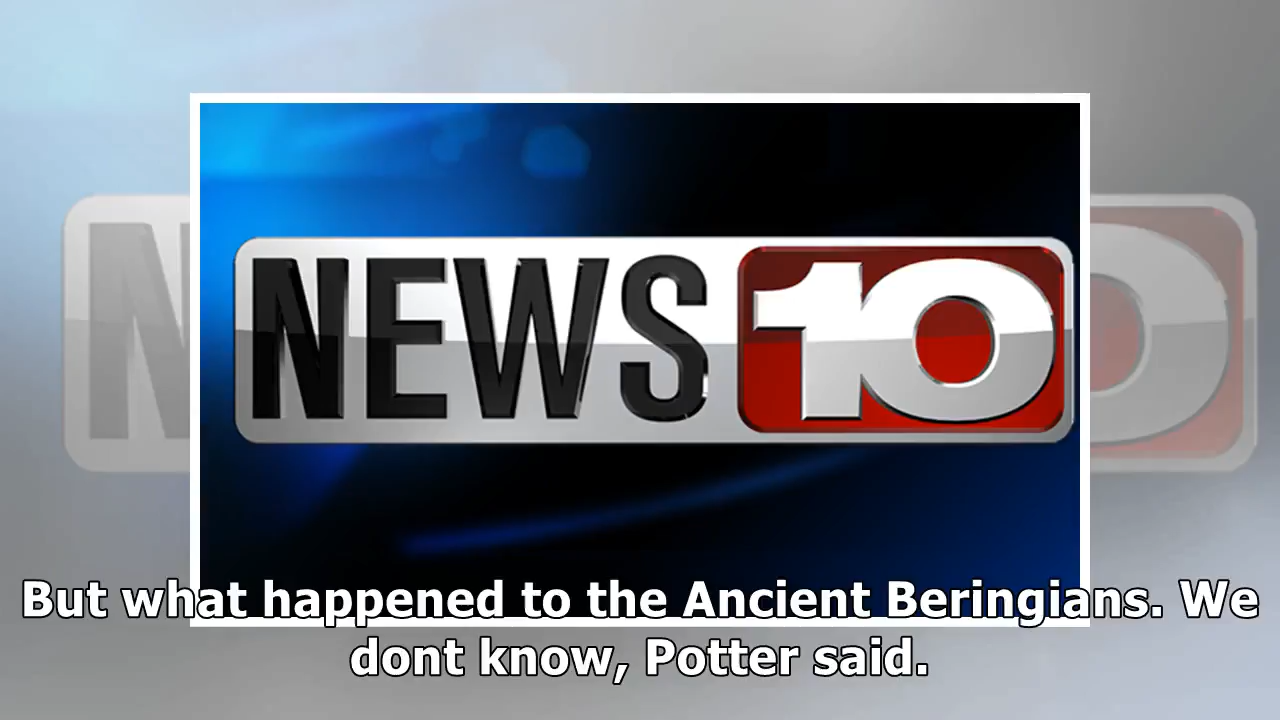 NEWS 10
But what happened to the Ancient Beringians. We
dont know, Potter said.